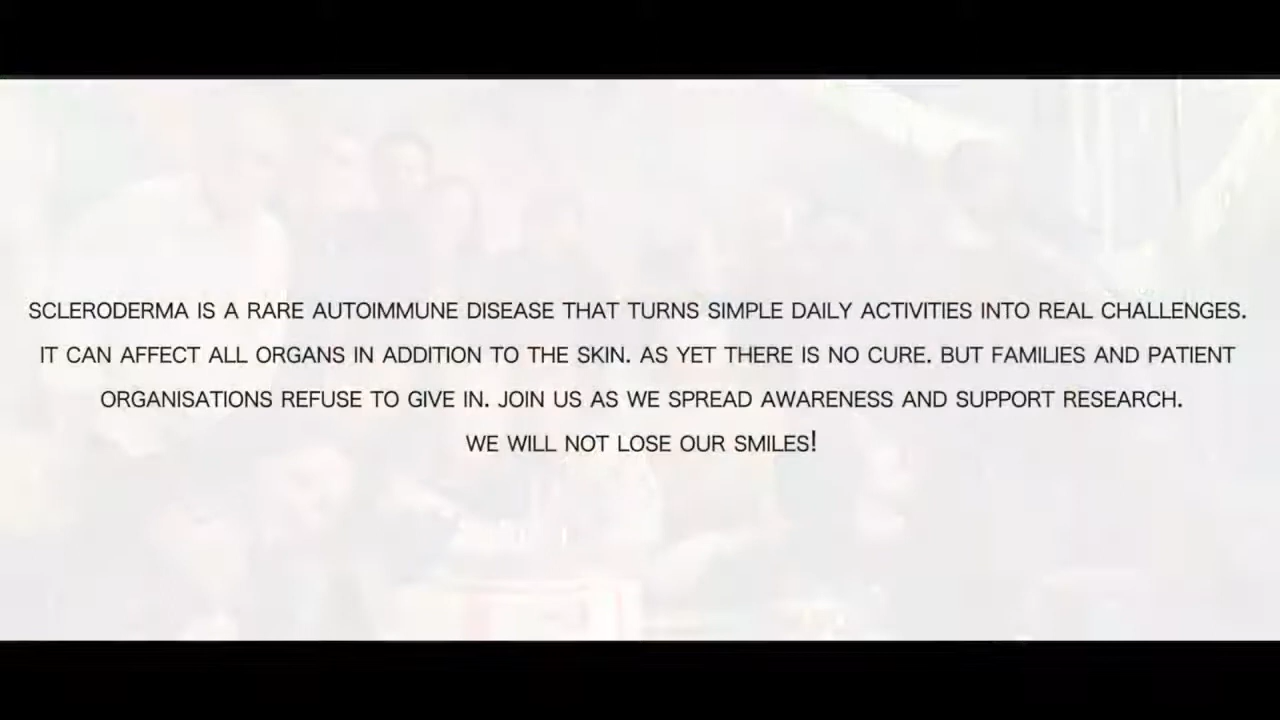 SCLERODERMA IS A RARE AUTOIMMUNE DISEASE THAT TURNS SIMPLE DAILY ACTIVITIES INTO REAL CHALLENGES.
IT CAN AFFECT ALL ORGANS IN ADDITION TO THE SKIN. AS YET THERE IS NO CURE. BUT FAMILIES AND PATIENT
ORGANISATIONS REFUSE TO GIVE IN. JOIN US AS WE SPREAD AWARENESS AND SUPPORT RESEARCH.
WE WILL NOT LOSE OUR SMILES!